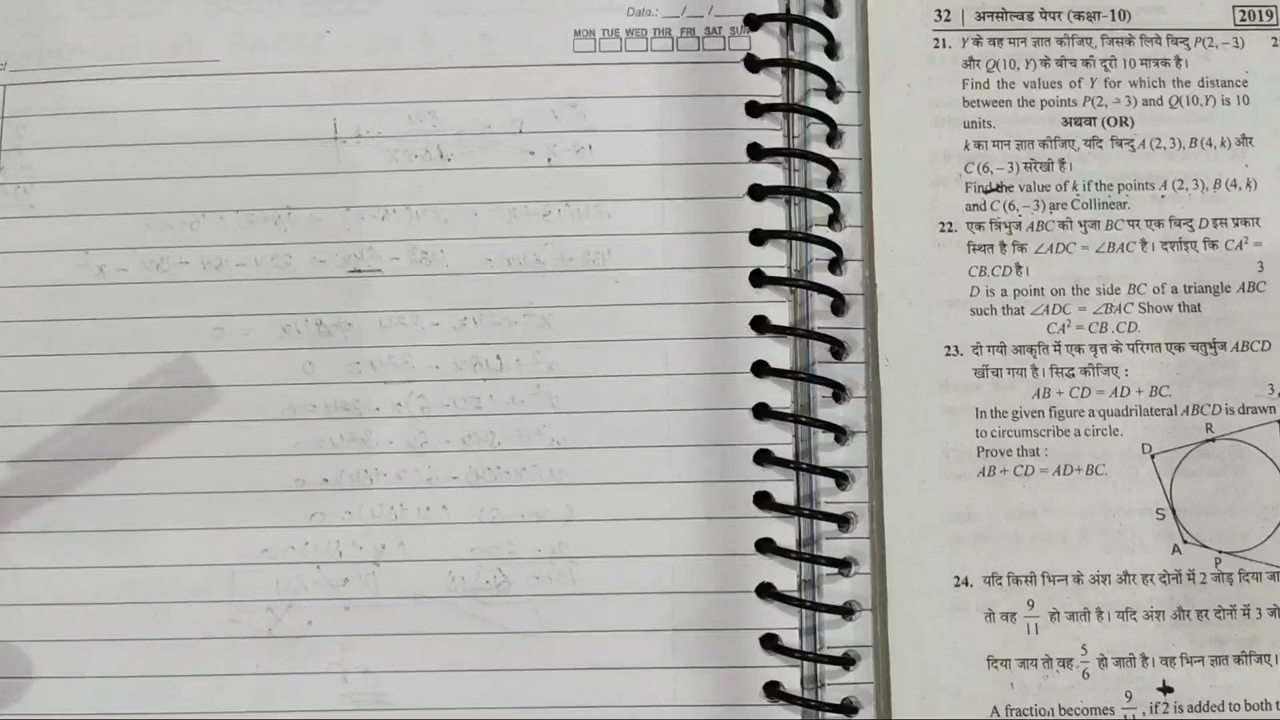 Date.: __/__/__
MON TUE WED THR FRI SAT SUN
32 | अनसोल्वड पेपर (कक्षा-10)
2019
21. Y के वह मान ज्ञात कीजिए, जिसके लिये बिन्दु P(2, –3)
और Q(10, Y) के बीच की दूरी 10 मात्रक है।
Find the values of Y for which the distance
between the points P(2, – 3) and Q(10,Y) is 10
units. अथवा (OR)
k का मान ज्ञात कीजिए, यदि बिन्दु A (2, 3), B (4, k) और
C (6, –3) सरेखी हैं।
Find the value of k if the points A (2, 3), B (4, k)
and C (6, –3) are Collinear.
22. एक त्रिभुज ABC की भुजा BC पर एक बिन्दु D इस प्रकार
स्थित है कि ∠ADC = ∠BAC है। दर्शाइए कि CA² =
CB.CD है। 3
D is a point on the side BC of a triangle ABC
such that ∠ADC = ∠BAC Show that
CA² = CB .CD.
23. दी गयी आकृति में एक वृत्त के परिगत एक चतुर्भुज ABCD
खींचा गया है। सिद्ध कीजिए :
AB + CD = AD + BC. 3
In the given figure a quadrilateral ABCD is drawn
to circumscribe a circle.
Prove that :
AB + CD = AD+BC.
R
D
S
A
P
24. यदि किसी भिन्न के अंश और हर दोनों में 2 जोड़ दिया
तो वह 9/11 हो जाती है। यदि अंश और हर दोनों में 3
दिया जाय तो वह 5/6 हो जाती है। वह भिन्न ज्ञात कीजिए।
A fraction becomes 9, if 2 is added to both